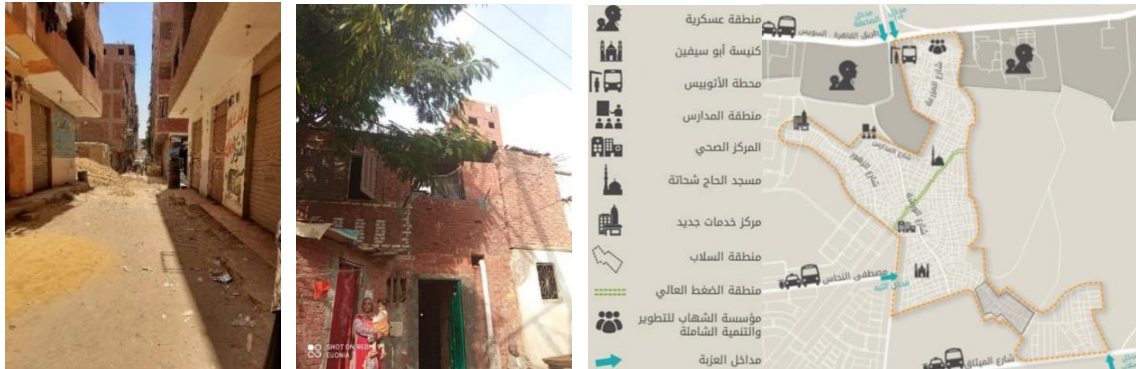 SHOT ON REDMI
EUONIA
منطقة عسكرية
كنيسة أبو سيفين
محطة الأتوبيس
منطقة المدارس
المركز الصحي
مسجد الحاج شحاتة
مركز خدمات جديد
منطقة السلاب
منطقة الضغط العالي
مؤسسة الشهاب للتطوير
والتنمية الشاملة
مداخل العزبة
طريق القاهرة . السويس
شارع المزرعة
شارع المدارس
شارع الزهور
مصطفى النحاس
شارع الميثاق